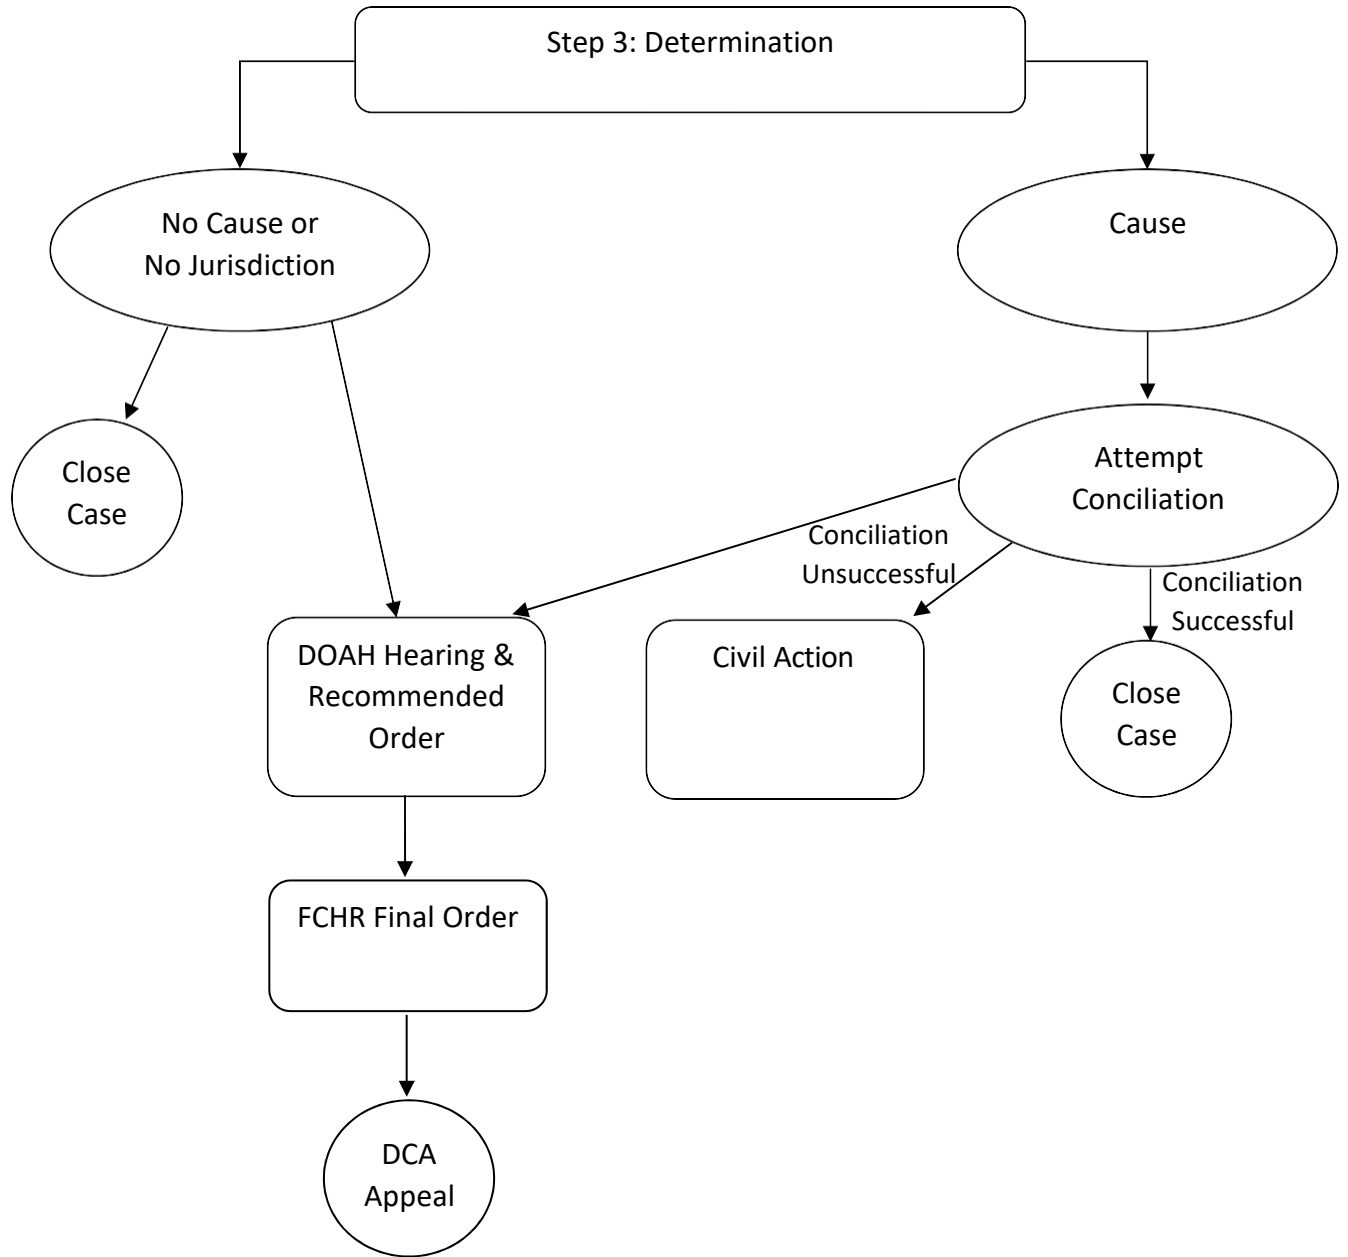 Step 3: Determination
No Cause or
No Jurisdiction
Cause
Close
Case
Attempt
Conciliation
Conciliation
Unsuccessful
Conciliation
Successful
DOAH Hearing &
Recommended
Order
Civil Action
Close
Case
FCHR Final Order
DCA
Appeal